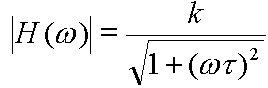 |H(ω)| = k / √(1 + (ωτ)²)